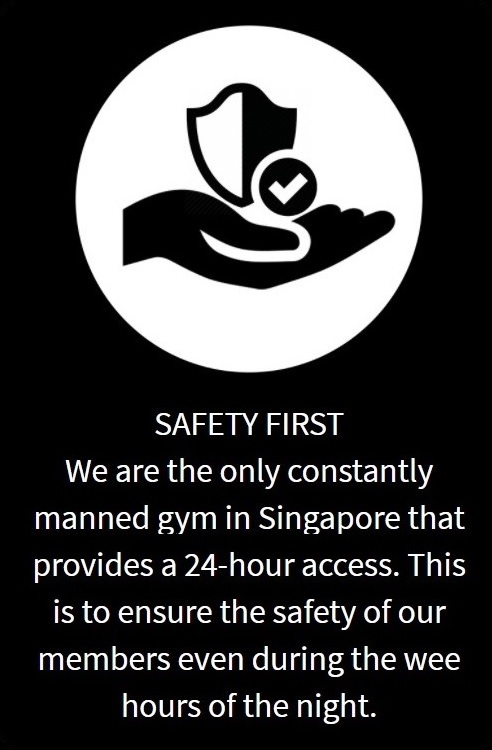 SAFETY FIRST
We are the only constantly
manned gym in Singapore that
provides a 24-hour access. This
is to ensure the safety of our
members even during the wee
hours of the night.